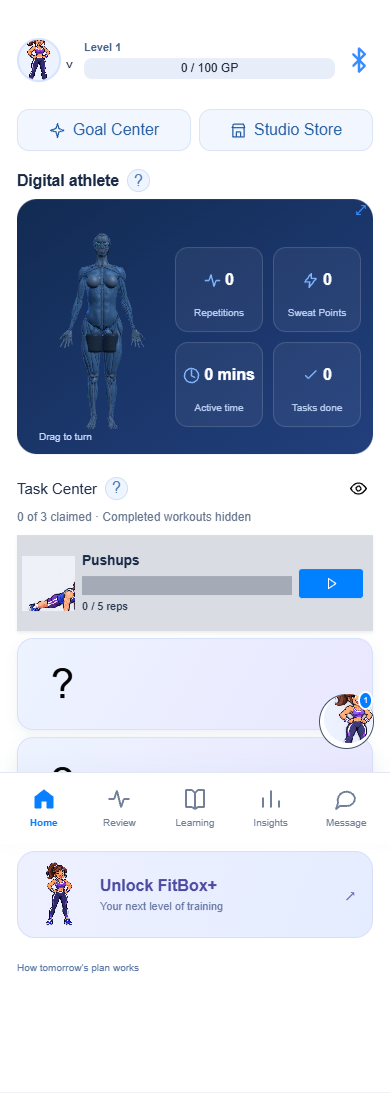 Level 1
v
0 / 100 GP
Goal Center
Studio Store
Digital athlete ?
0
Repetitions
0
Sweat Points
0 mins
Active time
0
Tasks done
Drag to turn
Task Center ?
0 of 3 claimed · Completed workouts hidden
Pushups
0 / 5 reps
?
1
?
Home
Review
Learning
Insights
Message
Unlock FitBox+
Your next level of training
↗
How tomorrow's plan works